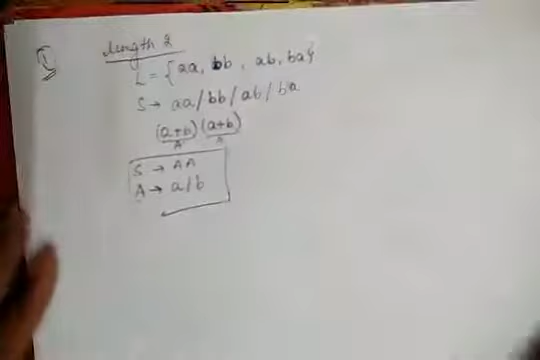 length 2
L = {aa, bb, ab, ba}
S → aa/bb/ab/ba
(a+b) (a+b)
A A
S → AA
A → a/b